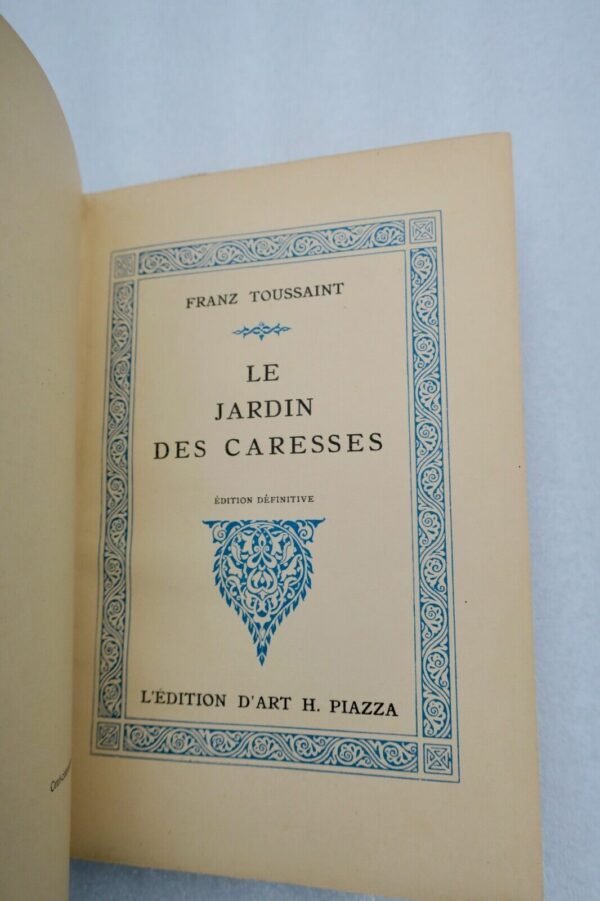 FRANZ TOUSSAINT
LE
JARDIN
DES CARESSES
ÉDITION DÉFINITIVE
L'ÉDITION D'ART H. PIAZZA